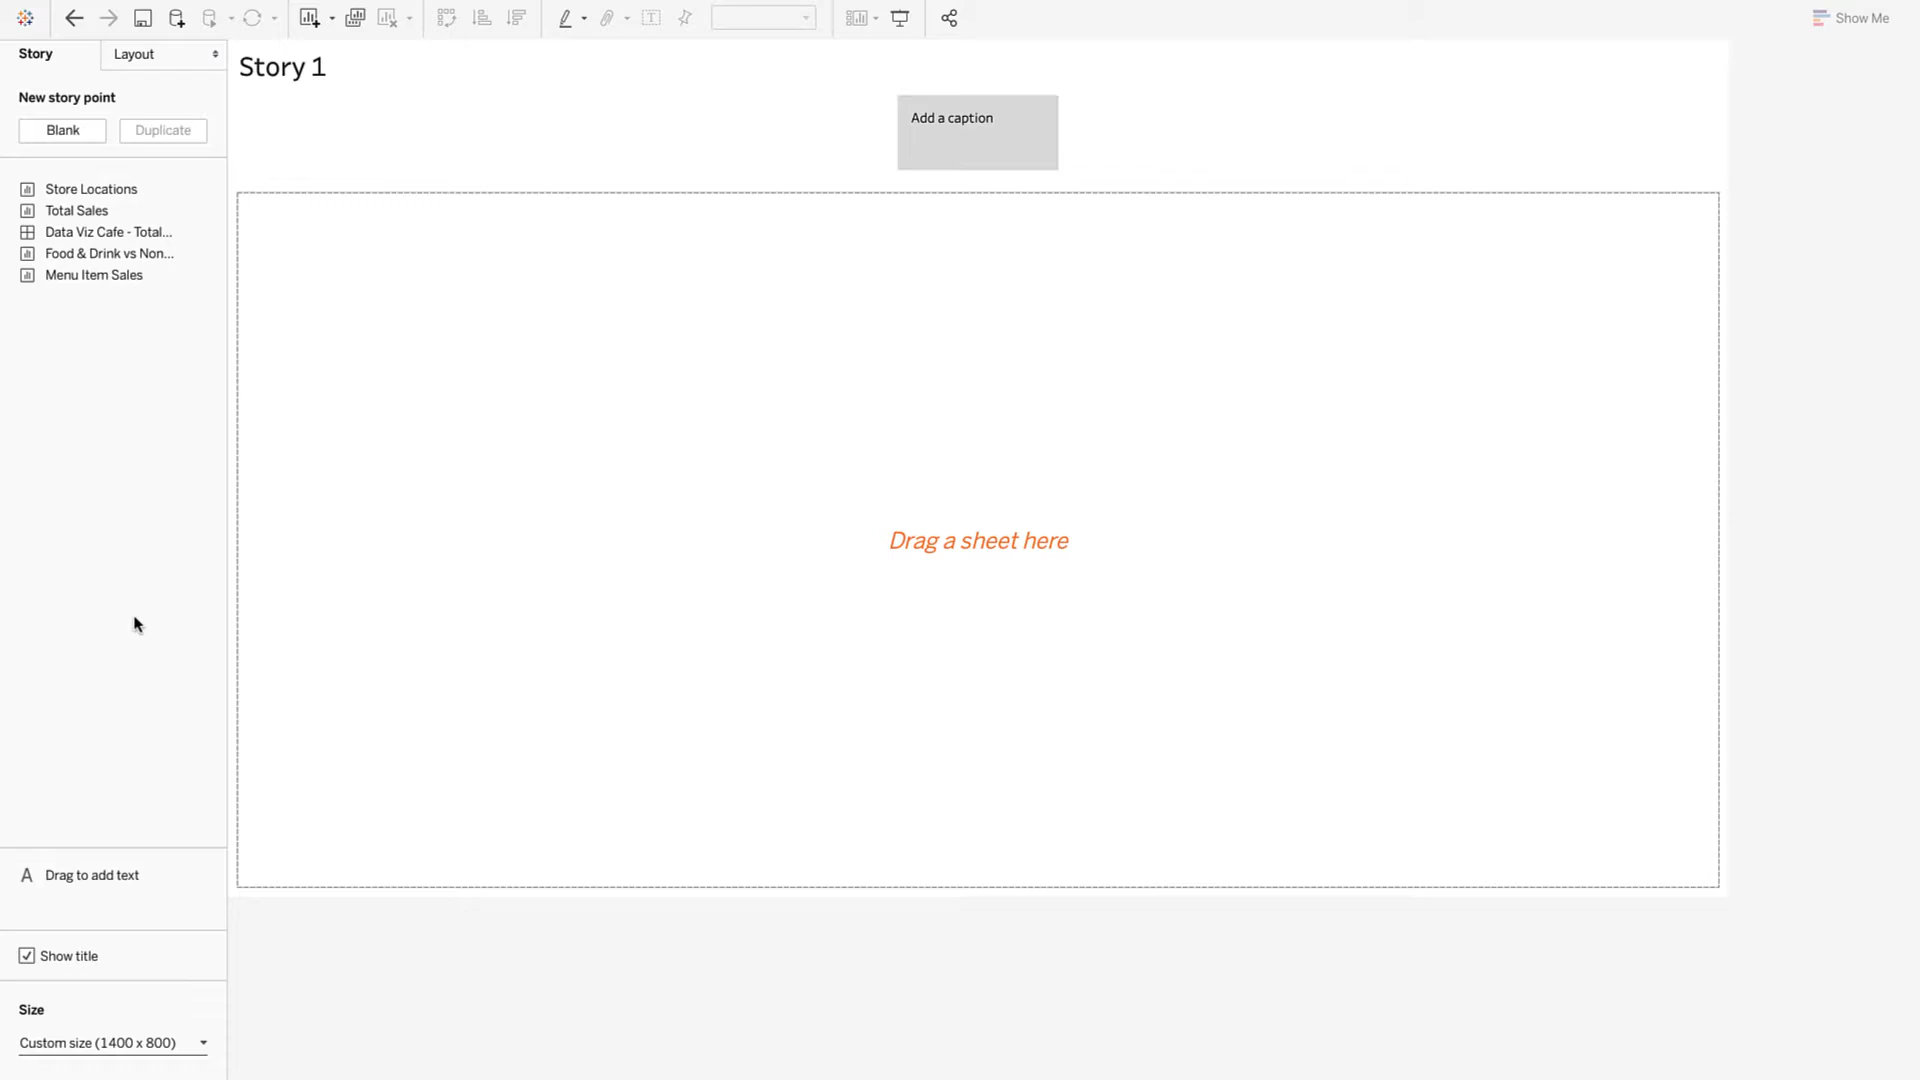 Show Me
Story
Layout
New story point
Blank
Duplicate
Store Locations
Total Sales
Data Viz Cafe - Total...
Food & Drink vs Non...
Menu Item Sales
Drag to add text
Show title
Size
Custom size (1400 x 800)
Story 1
Add a caption
Drag a sheet here